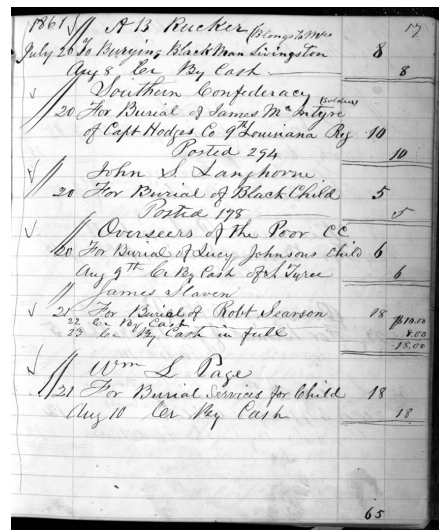 1861 A B Rucker (Belongs to Mrs 17
July 20 To Burying Black Man Livingston 8
Aug 8 Cr By Cash 8
Southern Confederacy (Soldier)
20 For Burial of James McIntyre
of Capt Hodges Co 9th Louiniana Reg 10
Posted 294 10
John S. Langhorne
20 For Burial of Black Child 5
Posted 178 5
Overseers of the Poor CC
20 For Burial of Lucy Johnsons Child 6
Aug 9th Cr By Cash of S Tyree 6
James Slaven
21 For Burial of Robt Searson 18
22 Cr By Cash $10.00
23 Cr By Cash in full 8.00
18.00
Wm S. Page
21 For Burial Services for Child 18
Aug 10 Cr By Cash 18
65